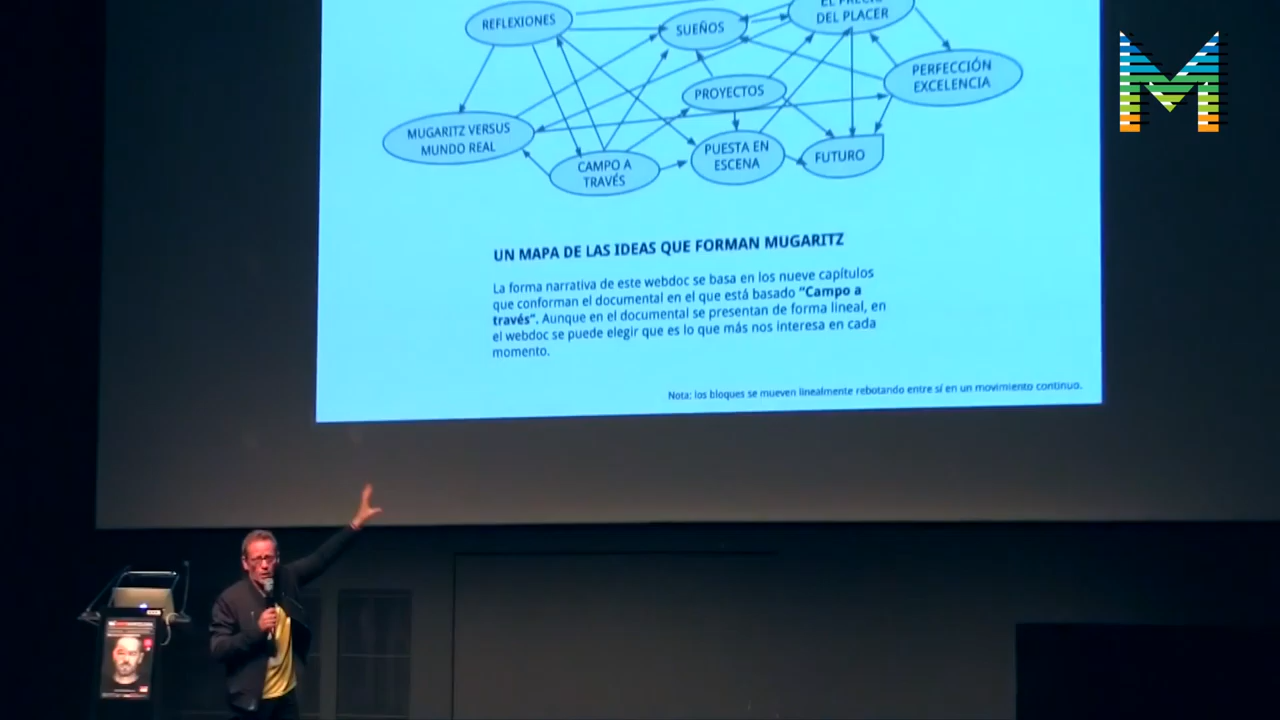 EL PRECIO
DEL PLACER
REFLEXIONES
SUEÑOS
PERFECCIÓN
EXCELENCIA
PROYECTOS
MUGARITZ VERSUS
MUNDO REAL
PUESTA EN
ESCENA
FUTURO
CAMPO A
TRAVÉS
UN MAPA DE LAS IDEAS QUE FORMAN MUGARITZ
La forma narrativa de este webdoc se basa en los nueve capítulos
que conforman el documental en el que está basado "Campo a
través". Aunque en el documental se presentan de forma lineal, en
el webdoc se puede elegir que es lo que más nos interesa en cada
momento.
Nota: los bloques se mueven linealmente rebotando entre sí en un movimiento continuo.
M